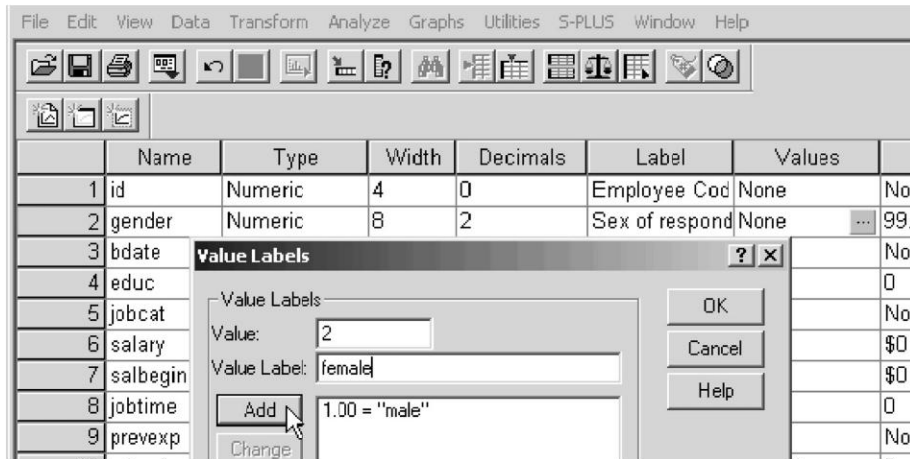 File Edit View Data Transform Analyze Graphs Utilities S-PLUS Window Help
Name Type Width Decimals Label Values
1 id Numeric 4 0 Employee Cod None No
2 gender Numeric 8 2 Sex of respond None ... 99.
3 bdate No
4 educ 0
5 jobcat No
6 salary $0
7 salbegin $0
8 jobtime 0
9 prevexp No
Value Labels ? ×
Value Labels
Value: 2
Value Label: female
Add
Change
1.00 = "male"
OK
Cancel
Help